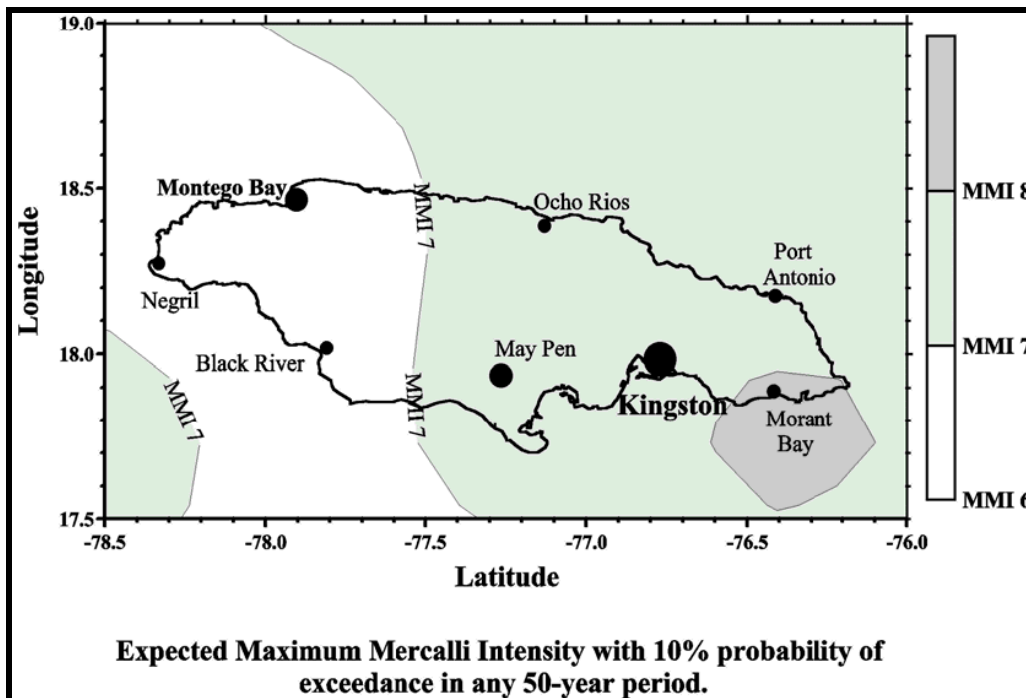 19.0
18.5
18.0
17.5
Longitude
Montego Bay
Negril
Black River
MMI 7
MMI 7
MMI 7
Ocho Rios
Port
Antonio
May Pen
Kingston
Morant
Bay
MMI 8
MMI 7
MMI 6
-78.5 -78.0 -77.5 -77.0 -76.5 -76.0
Latitude
Expected Maximum Mercalli Intensity with 10% probability of
exceedance in any 50-year period.